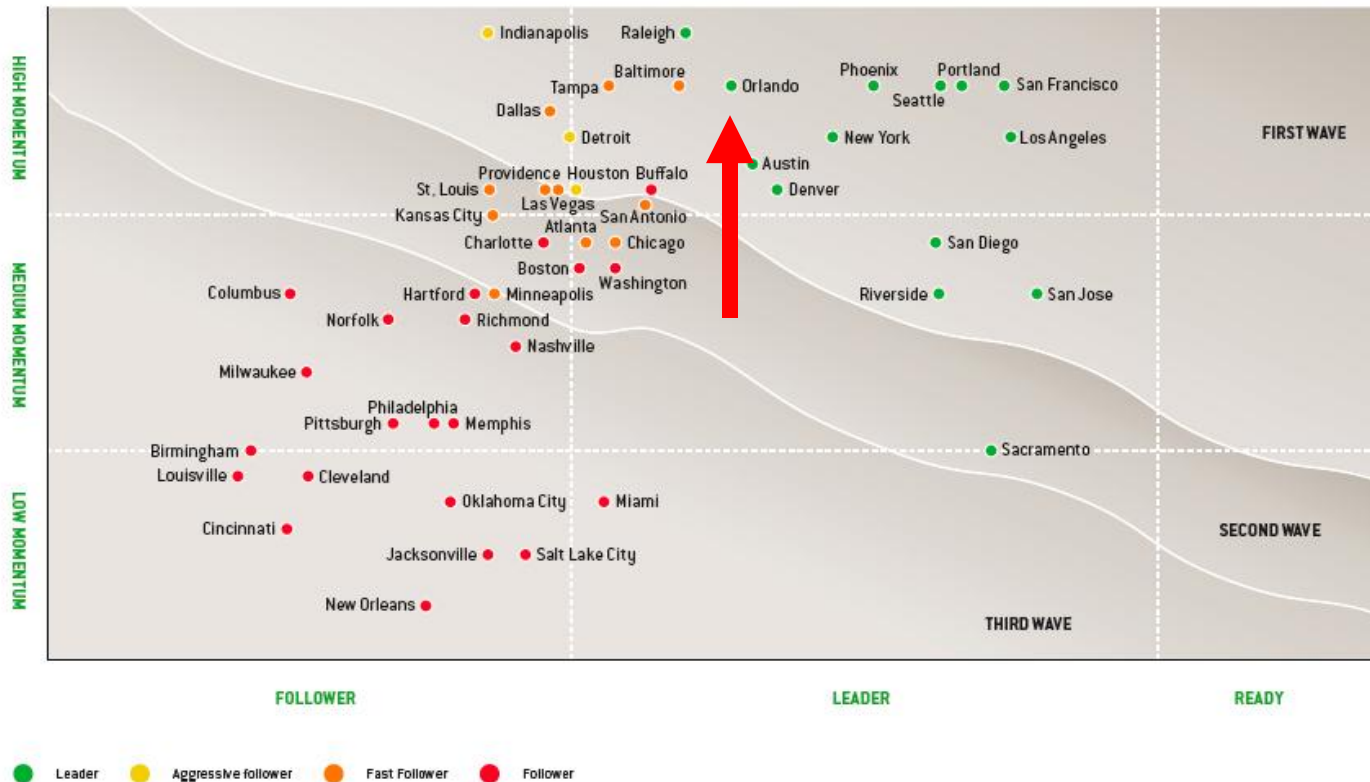 HIGH MOMENTUM
MEDIUM MOMENTUM
LOW MOMENTUM
Indianapolis
Raleigh
Baltimore
Tampa
Orlando
Phoenix
Portland
Seattle
San Francisco
Dallas
Detroit
New York
Los Angeles
FIRST WAVE
Austin
Providence
Houston
Buffalo
St. Louis
Las Vegas
Denver
Kansas City
San Antonio
Atlanta
Charlotte
Chicago
San Diego
Boston
Washington
Columbus
Hartford
Minneapolis
Riverside
San Jose
Norfolk
Richmond
Nashville
Milwaukee
Philadelphia
Pittsburgh
Memphis
Birmingham
Sacramento
Louisville
Cleveland
Oklahoma City
Miami
Cincinnati
SECOND WAVE
Jacksonville
Salt Lake City
New Orleans
THIRD WAVE
FOLLOWER
LEADER
READY
Leader
Aggressive follower
Fast Follower
Follower